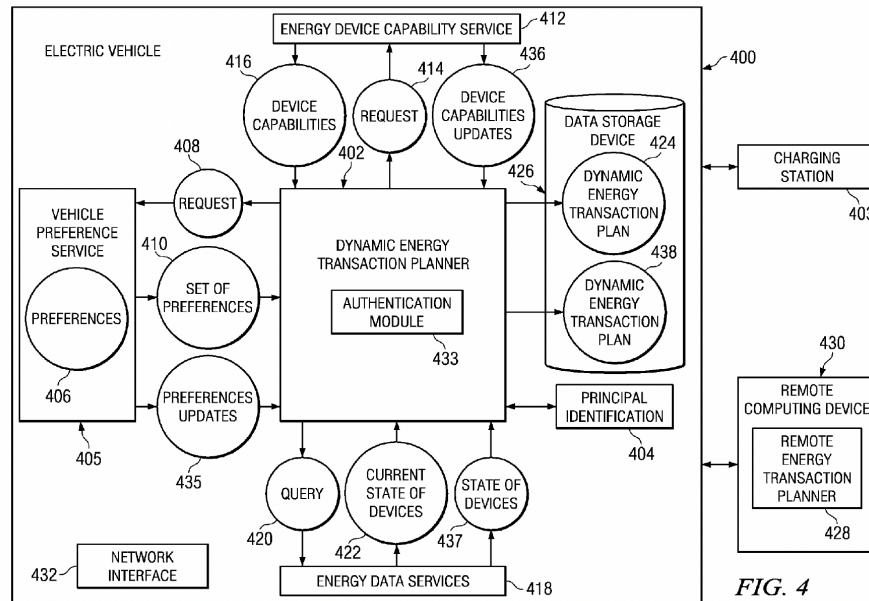 ELECTRIC VEHICLE
ENERGY DEVICE CAPABILITY SERVICE
412
416
DEVICE
CAPABILITIES
414
REQUEST
436
DEVICE
CAPABILITIES
UPDATES
400
DATA STORAGE
DEVICE
424
DYNAMIC
ENERGY
TRANSACTION
PLAN
426
438
DYNAMIC
ENERGY
TRANSACTION
PLAN
CHARGING
STATION
403
408
REQUEST
402
VEHICLE
PREFERENCE
SERVICE
410
SET OF
PREFERENCES
PREFERENCES
406
PREFERENCES
UPDATES
405
435
DYNAMIC ENERGY
TRANSACTION PLANNER
AUTHENTICATION
MODULE
433
PRINCIPAL
IDENTIFICATION
404
430
REMOTE
COMPUTING DEVICE
REMOTE
ENERGY
TRANSACTION
PLANNER
428
QUERY
420
CURRENT
STATE OF
DEVICES
422
STATE OF
DEVICES
437
432
NETWORK
INTERFACE
ENERGY DATA SERVICES
418
FIG. 4